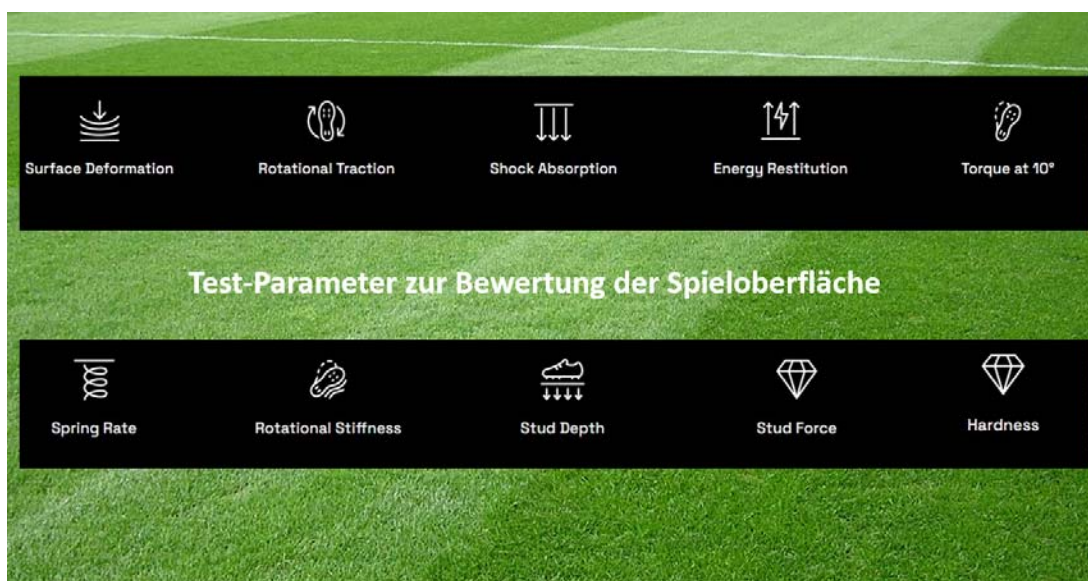 Surface Deformation
Rotational Traction
Shock Absorption
Energy Restitution
Torque at 10°
Test-Parameter zur Bewertung der Spieloberfläche
Spring Rate
Rotational Stiffness
Stud Depth
Stud Force
Hardness